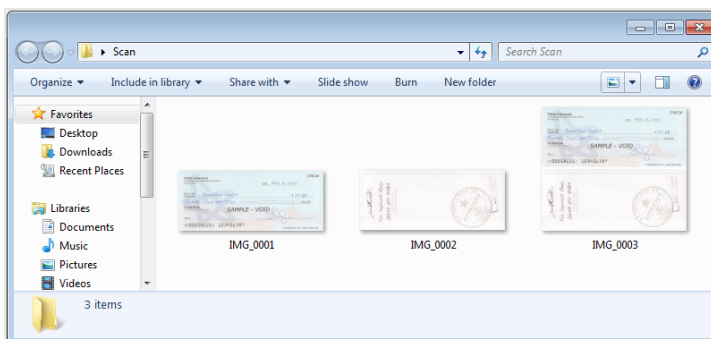 Scan
Search Scan
Organize
Include in library
Share with
Slide show
Burn
New folder
Favorites
Desktop
Downloads
Recent Places
Libraries
Documents
Music
Pictures
Videos
SAMPLE - VOID
IMG_0001
IMG_0002
SAMPLE - VOID
IMG_0003
3 items